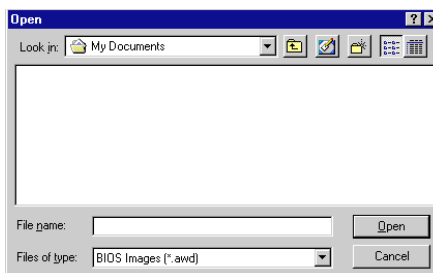 Open
Look in: My Documents
File name: Open
Files of type: BIOS Images (*.awd) Cancel